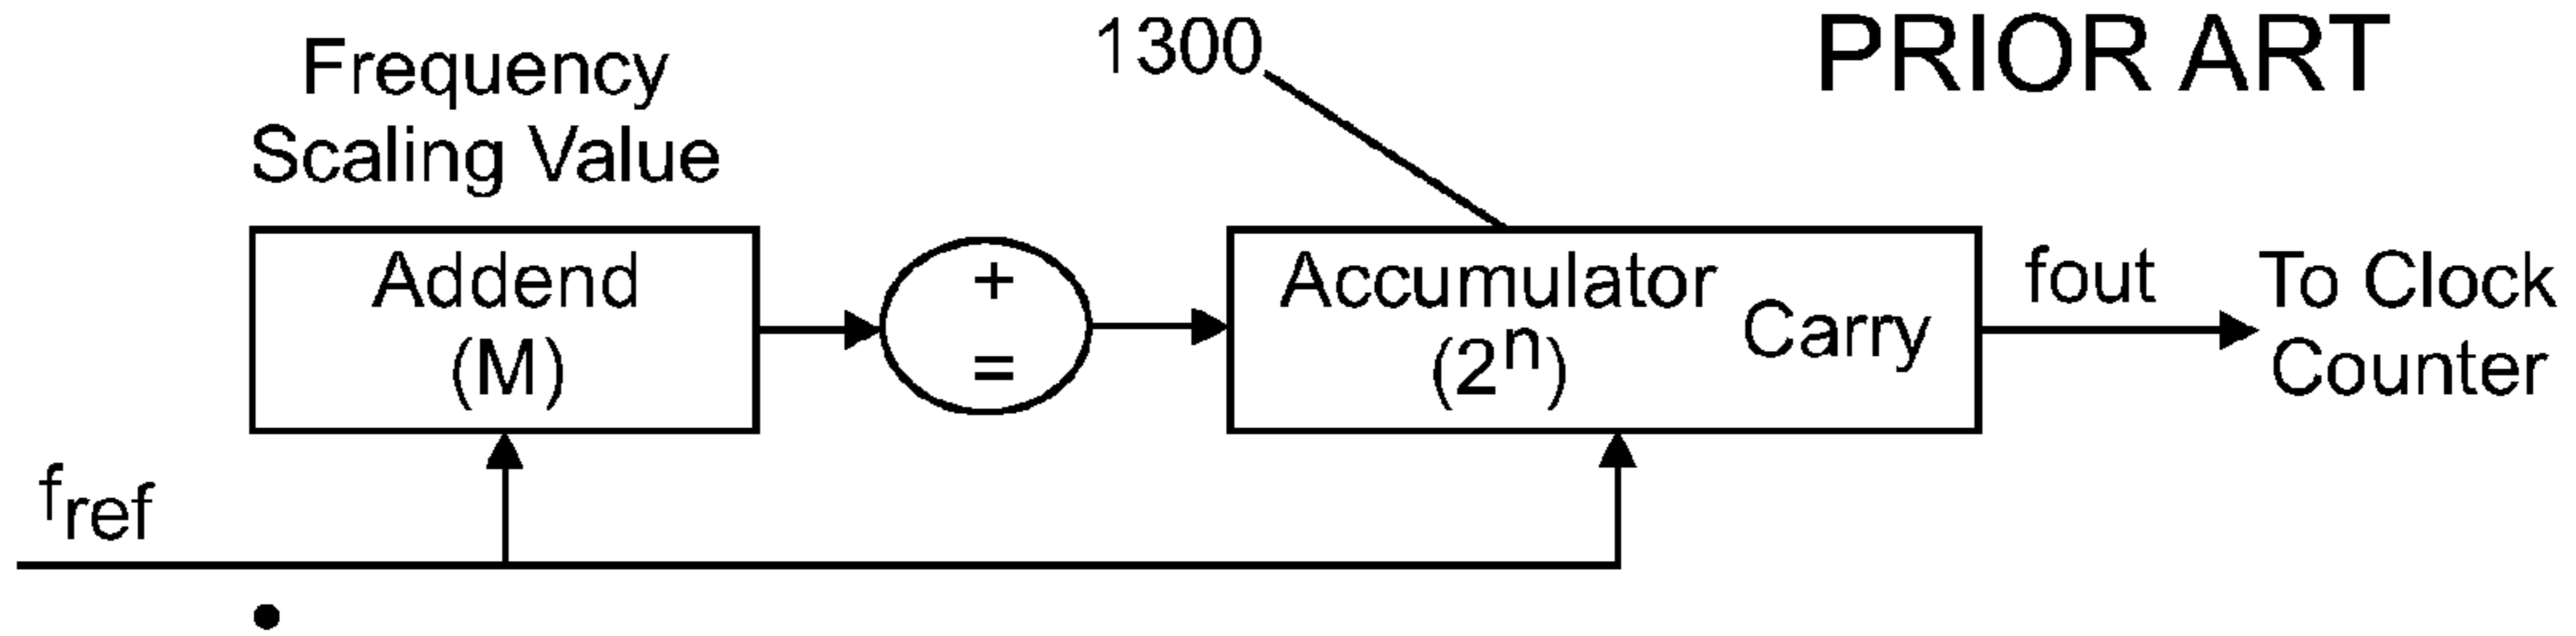 PRIOR ART
1300
Frequency
Scaling Value
Addend
(M)
+
=
Accumulator
(2ⁿ)
Carry
fout
To Clock
Counter
fref